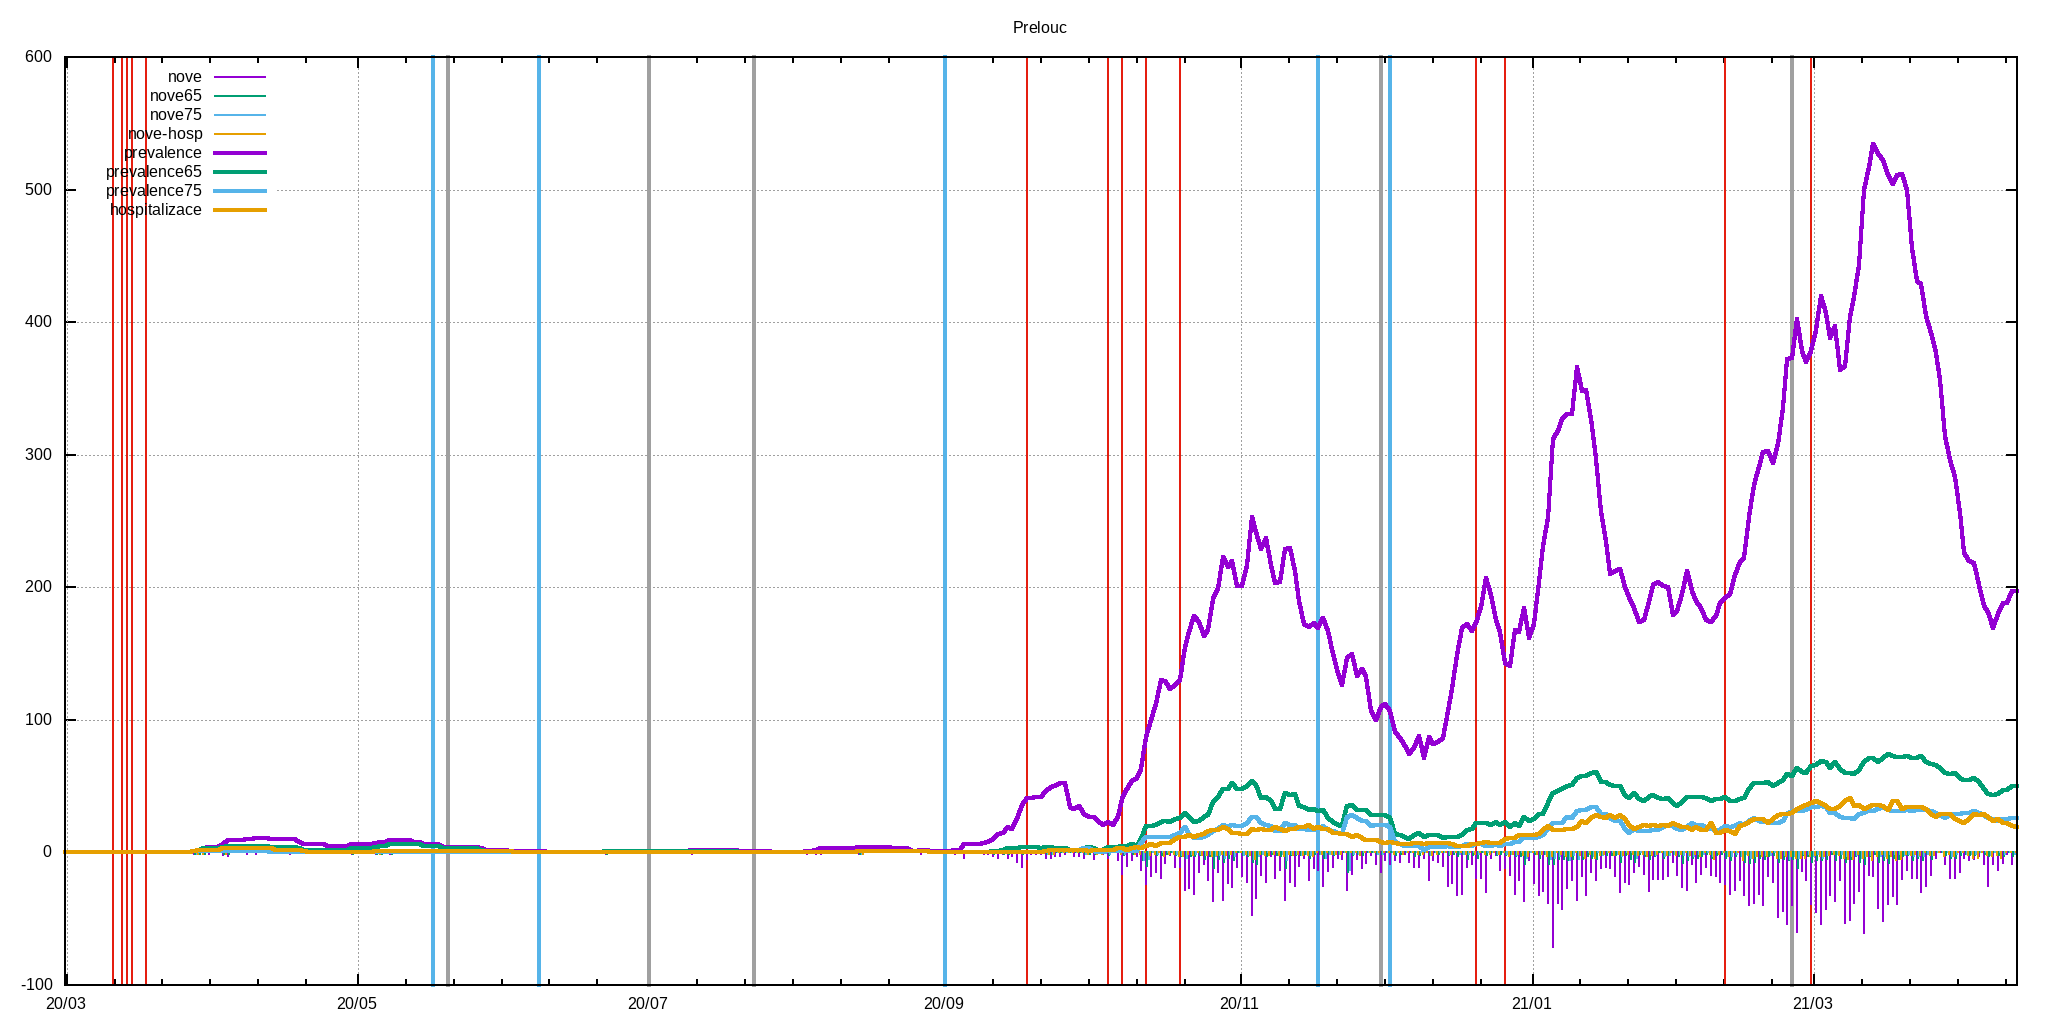 Prelouc
600
nove
nove65
nove75
nove-hosp
prevalence
prevalence65
prevalence75
hospitalizace
500
400
300
200
100
0
-100
20/03 20/05 20/07 20/09 20/11 21/01 21/03